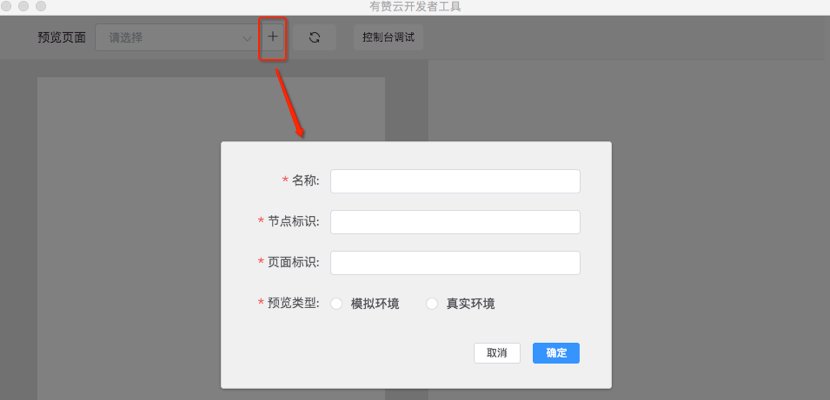 有赞云开发者工具
预览页面 请选择 控制台调试
* 名称:
* 节点标识:
* 页面标识:
* 预览类型: 模拟环境 真实环境
取消 确定